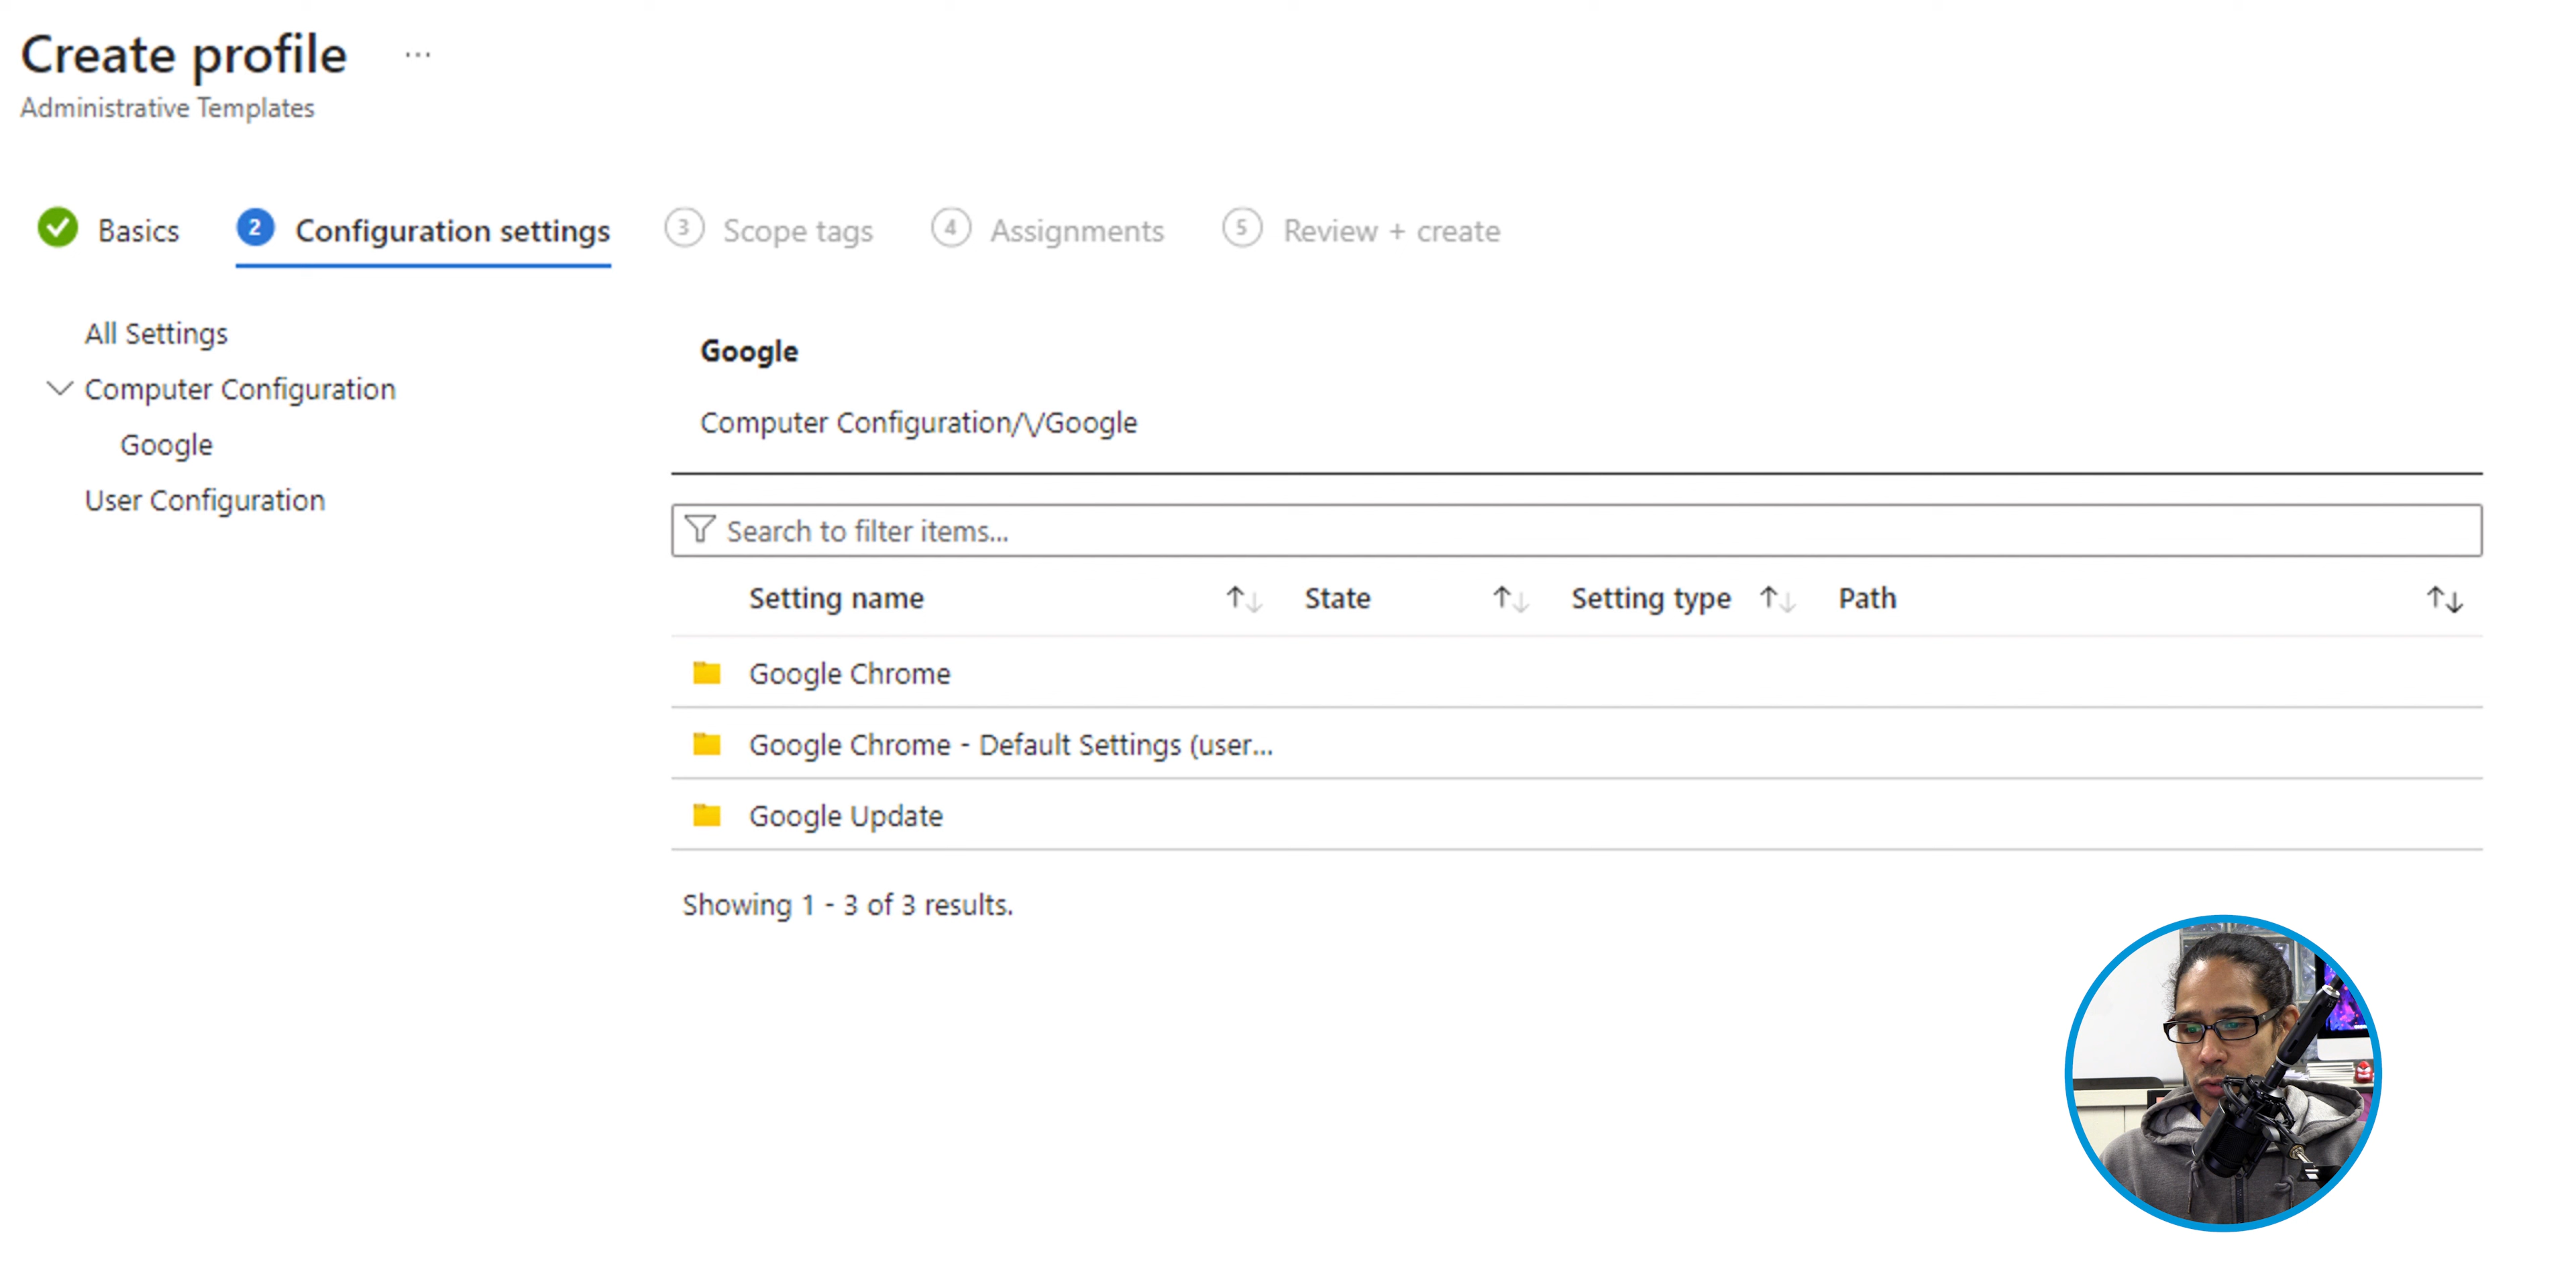 Create profile ...
Administrative Templates
Basics 2 Configuration settings 3 Scope tags 4 Assignments 5 Review + create
All Settings
Computer Configuration
Google
User Configuration
Google
Computer Configuration/\/Google
Search to filter items...
Setting name State Setting type Path
Google Chrome
Google Chrome - Default Settings (user...
Google Update
Showing 1 - 3 of 3 results.